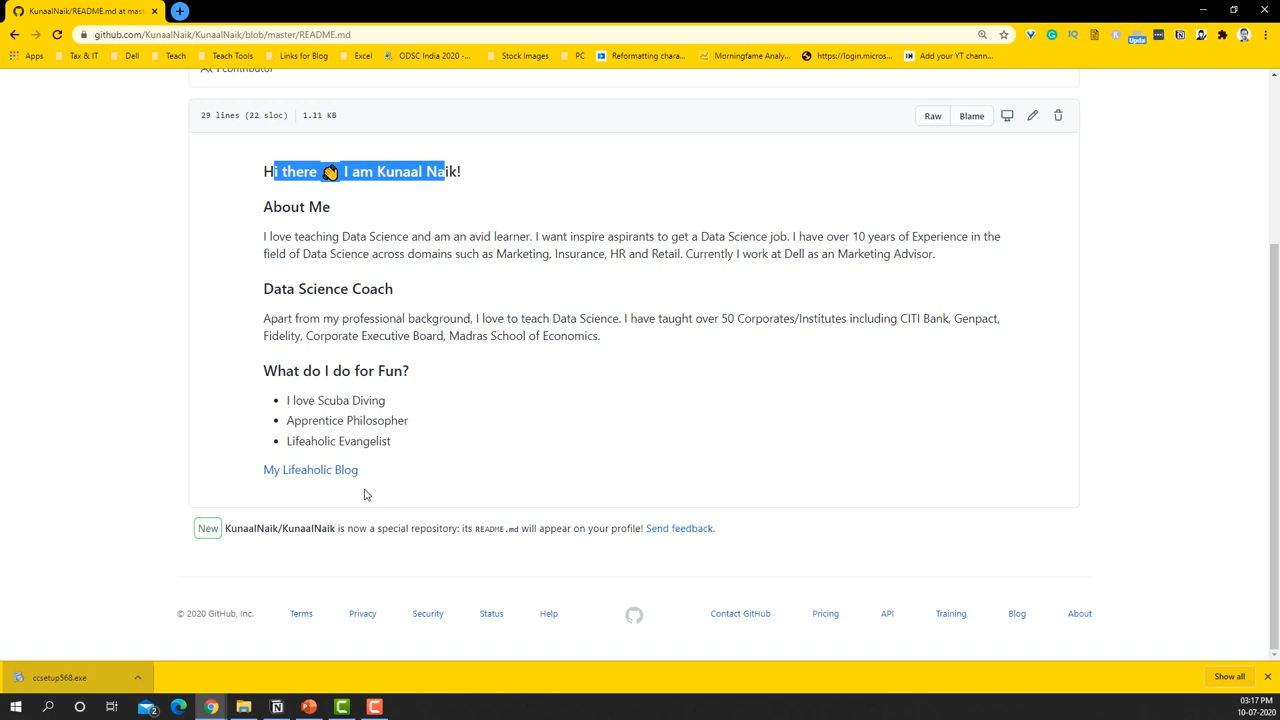 KunaalNaik/README.md at mast
github.com/KunaalNaik/KunaalNaik/blob/master/README.md
Apps Tax & IT Dell Teach Teach Tools Links for Blog Excel ODSC India 2020 -... Stock Images PC Reformatting chara... Morningfame Analy... https://login.micros... Add your YT chann...
1 contributor
29 lines (22 sloc) 1.11 KB Raw Blame
Hi there 👋 I am Kunaal Naik!
About Me
I love teaching Data Science and am an avid learner. I want inspire aspirants to get a Data Science job. I have over 10 years of Experience in the
field of Data Science across domains such as Marketing, Insurance, HR and Retail. Currently I work at Dell as an Marketing Advisor.
Data Science Coach
Apart from my professional background, I love to teach Data Science. I have taught over 50 Corporates/Institutes including CITI Bank, Genpact,
Fidelity, Corporate Executive Board, Madras School of Economics.
What do I do for Fun?
• I love Scuba Diving
• Apprentice Philosopher
• Lifeaholic Evangelist
My Lifeaholic Blog
New KunaalNaik/KunaalNaik is now a special repository: its README.md will appear on your profile! Send feedback.
© 2020 GitHub, Inc. Terms Privacy Security Status Help Contact GitHub Pricing API Training Blog About
ccsetup568.exe Show all
03:17 PM
10-07-2020